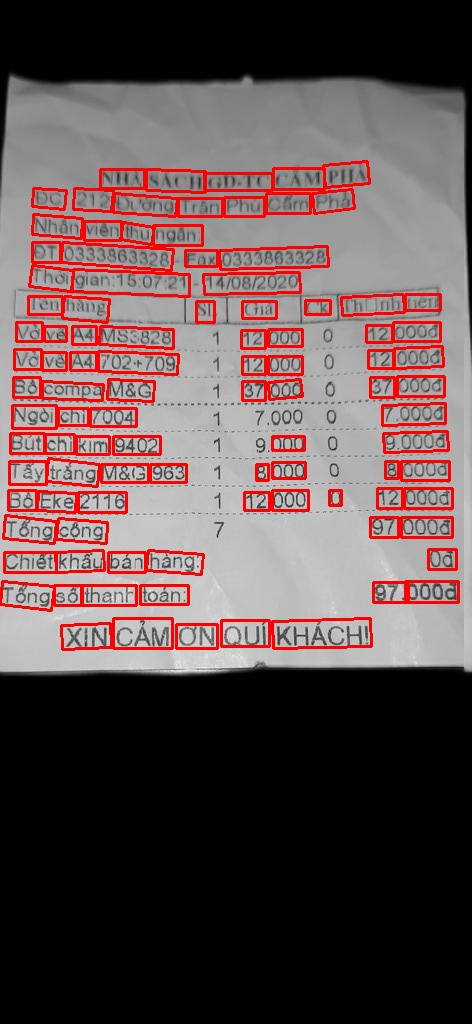 NHÀ SÁCH GD-TC CẨM PHẢ
ĐC 212 Đường Trần Phú Cẩm Phả
Nhân viên thu ngân
ĐT 0333863328 - Fax 0333863328
Thời gian:15:07:21 - 14/08/2020
Tên hàng Sl Giá Ck Thành tiền
Vở vẽ A4 MS3828 1 12.000 0 12.000đ
Vở vẽ A4 702+709 1 12.000 0 12.000đ
Bộ compa M&G 1 37.000 0 37.000đ
Ngòi chì 7004 1 7.000 0 7.000đ
Bút chì kim 9402 1 9.000 0 9.000đ
Tẩy trắng M&G 963 1 8.000 0 8.000đ
Bộ Eke 2116 1 12.000 0 12.000đ
Tổng cộng 7 97.000đ
Chiết khấu bán hàng: 0đ
Tổng số thanh toán: 97.000đ
XIN CẢM ƠN QUÍ KHÁCH!